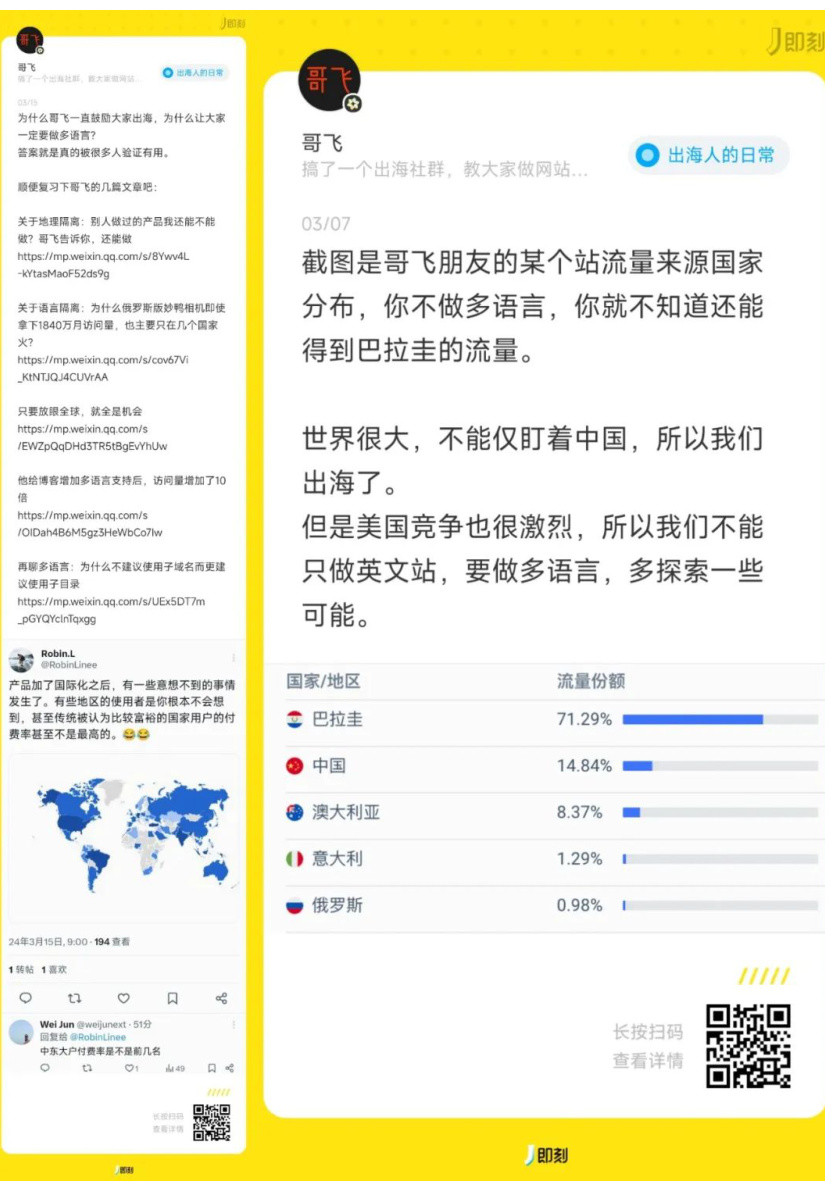 即刻
哥飞
哥飞
搞了一个出海社群，教大家做网站...
出海人的日常
03/15
为什么哥飞一直鼓励大家出海，为什么让大家
一定要做多语言？
答案就是真的被很多人验证有用。
顺便复习下哥飞的几篇文章吧：
关于地理隔离：别人做过的产品我还能不能
做？哥飞告诉你，还能做
https://mp.weixin.qq.com/s/8Ywv4L
-kYtasMaoF52ds9g
关于语言隔离：为什么俄罗斯版妙鸭相机即使
拿下1840万月访问量，也主要只在几个国家
火？
https://mp.weixin.qq.com/s/cov67Vi
_KtNTJQJ4CUVrAA
只要放眼全球，就全是机会
https://mp.weixin.qq.com/s
/EWZpQqDHd3TR5tBgEvYhUw
他给博客增加多语言支持后，访问量增加了10
倍
https://mp.weixin.qq.com/s
/OIDah4B6M5gz3HeWbCo7Iw
再聊多语言：为什么不建议使用子域名而更建
议使用子目录
https://mp.weixin.qq.com/s/UEx5DT7m
_pGYQYcInTqxgg
Robin.L
@RobinLinee
产品加了国际化之后，有一些意想不到的事情
发生了。有些地区的使用者是你根本不会想
到，甚至传统被认为比较富裕的国家用户的付
费率甚至不是最高的。😂😂
24年3月15日, 9:00 · 194 查看
1 转帖 1 喜欢
Wei Jun @weijunext · 51分
回复给 @RobinLinee
中东大户付费率是不是前几名
1
49
长按扫码
查看详情
即刻
即刻
哥飞
哥飞
搞了一个出海社群，教大家做网站...
出海人的日常
03/07
截图是哥飞朋友的某个站流量来源国家
分布，你不做多语言，你就不知道还能
得到巴拉圭的流量。
世界很大，不能仅盯着中国，所以我们
出海了。
但是美国竞争也很激烈，所以我们不能
只做英文站，要做多语言，多探索一些
可能。
国家/地区 流量份额
巴拉圭 71.29%
中国 14.84%
澳大利亚 8.37%
意大利 1.29%
俄罗斯 0.98%
长按扫码
查看详情
即刻